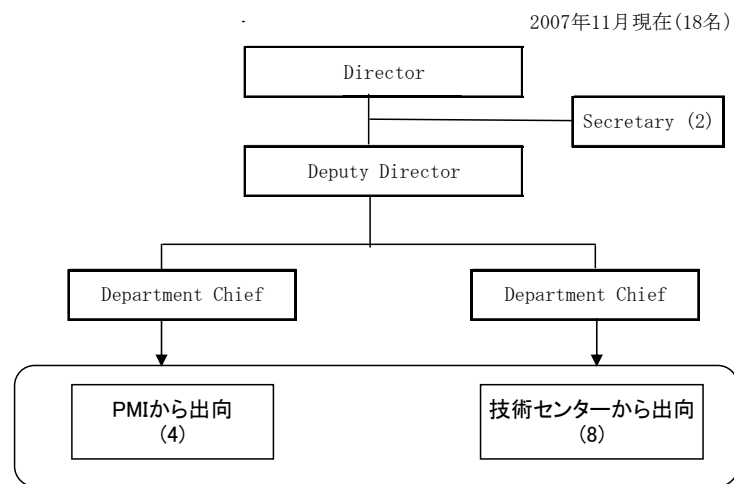 2007年11月現在(18名)
Director
Secretary (2)
Deputy Director
Department Chief
Department Chief
PMIから出向
(4)
技術センターから出向
(8)